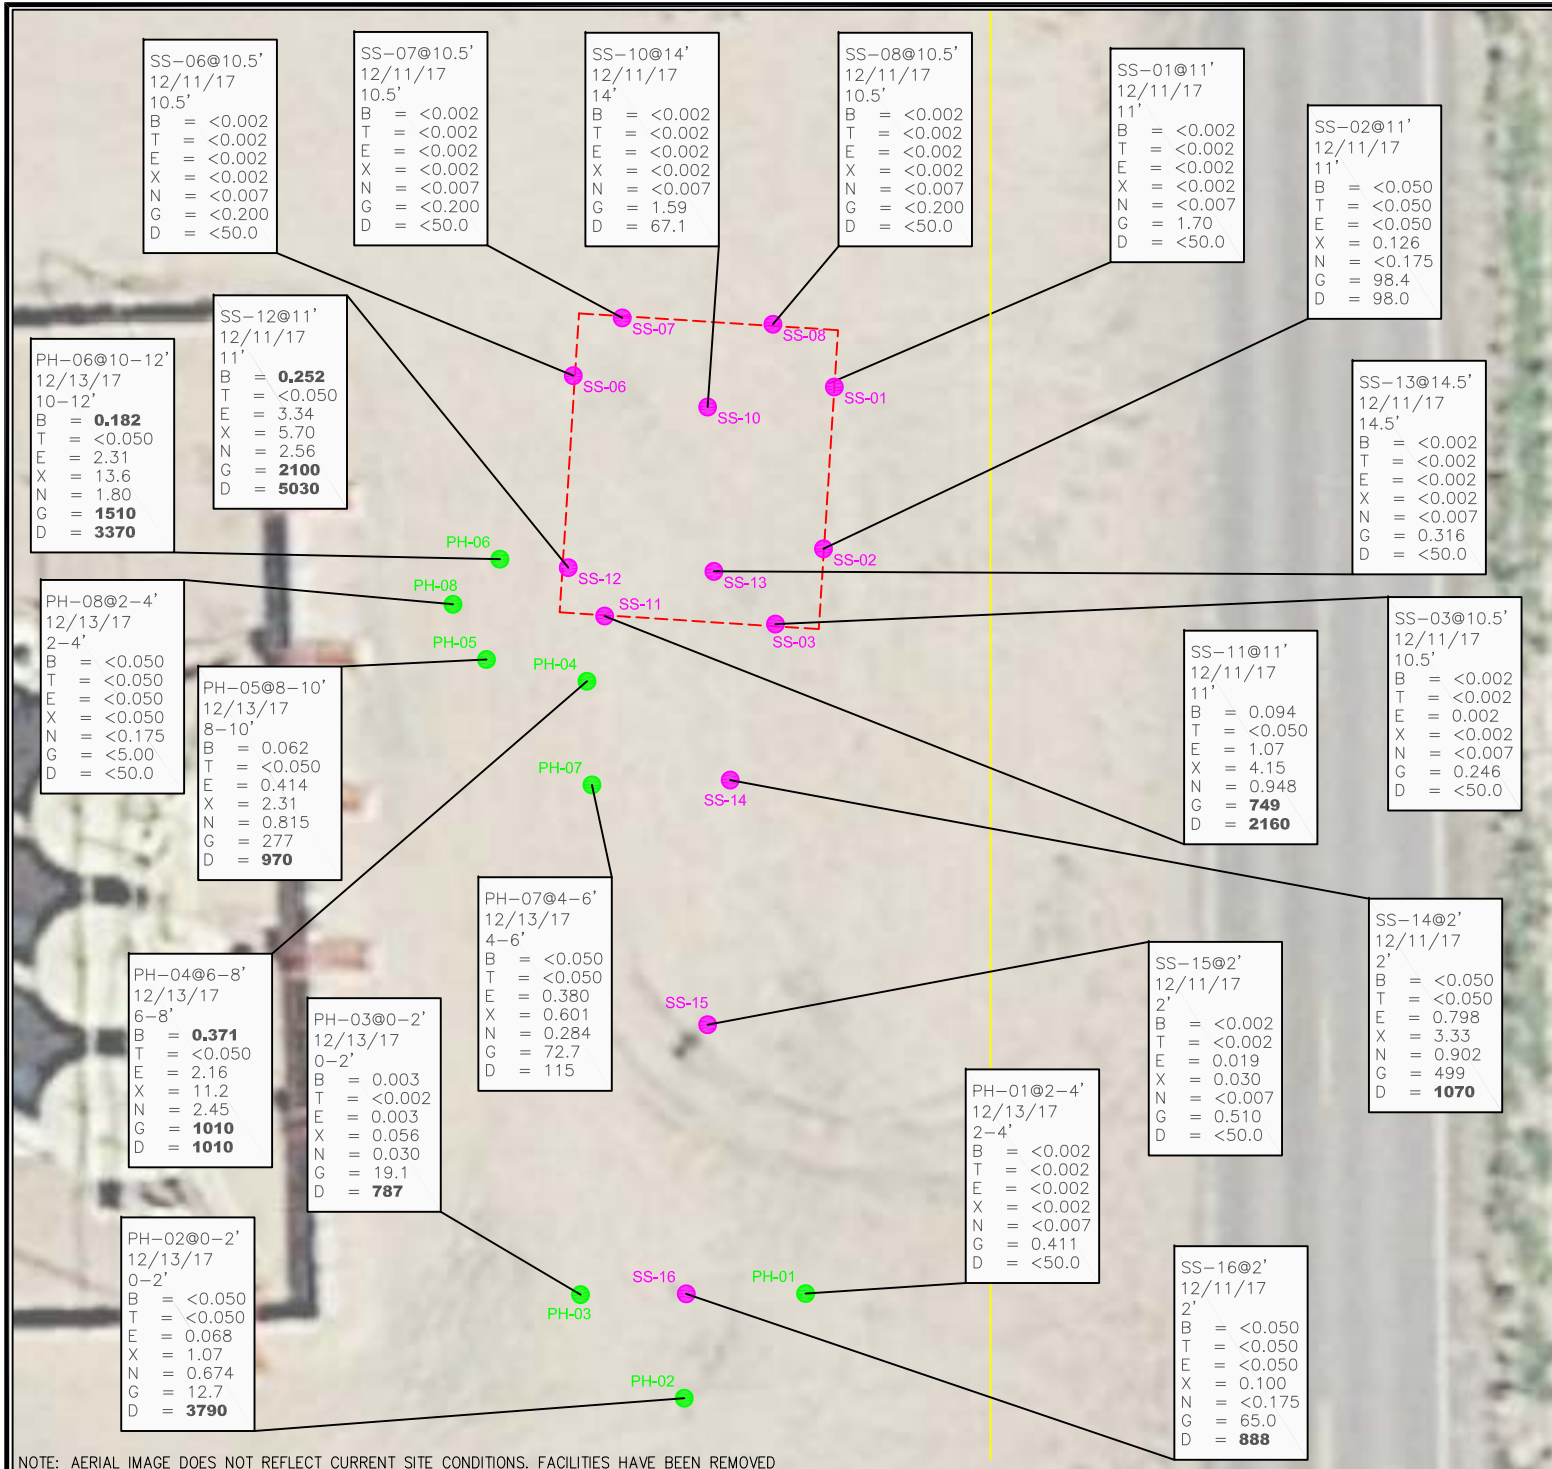 SS-06@10.5'
12/11/17
10.5'
B = <0.002
T = <0.002
E = <0.002
X = <0.002
N = <0.007
G = <0.200
D = <50.0
SS-07@10.5'
12/11/17
10.5'
B = <0.002
T = <0.002
E = <0.002
X = <0.002
N = <0.007
G = <0.200
D = <50.0
SS-10@14'
12/11/17
14'
B = <0.002
T = <0.002
E = <0.002
X = <0.002
N = <0.007
G = 1.59
D = 67.1
SS-08@10.5'
12/11/17
10.5'
B = <0.002
T = <0.002
E = <0.002
X = <0.002
N = <0.007
G = <0.200
D = <50.0
SS-01@11'
12/11/17
11'
B = <0.002
T = <0.002
E = <0.002
X = <0.002
N = <0.007
G = 1.70
D = <50.0
SS-02@11'
12/11/17
11'
B = <0.050
T = <0.050
E = <0.050
X = 0.126
N = <0.175
G = 98.4
D = 98.0
SS-12@11'
12/11/17
11'
B = 0.252
T = <0.050
E = 3.34
X = 5.70
N = 2.56
G = 2100
D = 5030
PH-06@10-12'
12/13/17
10-12'
B = 0.182
T = <0.050
E = 2.31
X = 13.6
N = 1.80
G = 1510
D = 3370
SS-13@14.5'
12/11/17
14.5'
B = <0.002
T = <0.002
E = <0.002
X = <0.002
N = <0.007
G = 0.316
D = <50.0
SS-07
SS-08
SS-06
SS-01
SS-10
PH-06
SS-02
SS-12
SS-13
PH-08
SS-11
SS-03
PH-05
PH-04
PH-07
SS-14
SS-15
SS-16
PH-01
PH-03
PH-02
PH-08@2-4'
12/13/17
2-4'
B = <0.050
T = <0.050
E = <0.050
X = <0.050
N = <0.175
G = <5.00
D = <50.0
PH-05@8-10'
12/13/17
8-10'
B = 0.062
T = <0.050
E = 0.414
X = 2.31
N = 0.815
G = 277
D = 970
SS-11@11'
12/11/17
11'
B = 0.094
T = <0.050
E = 1.07
X = 4.15
N = 0.948
G = 749
D = 2160
SS-03@10.5'
12/11/17
10.5'
B = <0.002
T = <0.002
E = 0.002
X = <0.002
N = <0.007
G = 0.246
D = <50.0
PH-07@4-6'
12/13/17
4-6'
B = <0.050
T = <0.050
E = 0.380
X = 0.601
N = 0.284
G = 72.7
D = 115
SS-14@2'
12/11/17
2'
B = <0.050
T = <0.050
E = 0.798
X = 3.33
N = 0.902
G = 499
D = 1070
PH-04@6-8'
12/13/17
6-8'
B = 0.371
T = <0.050
E = 2.16
X = 11.2
N = 2.45
G = 1010
D = 1010
PH-03@0-2'
12/13/17
0-2'
B = 0.003
T = <0.002
E = 0.003
X = 0.056
N = 0.030
G = 19.1
D = 787
SS-15@2'
12/11/17
2'
B = <0.002
T = <0.002
E = 0.019
X = 0.030
N = <0.007
G = 0.510
D = <50.0
PH-01@2-4'
12/13/17
2-4'
B = <0.002
T = <0.002
E = <0.002
X = <0.002
N = <0.007
G = 0.411
D = <50.0
PH-02@0-2'
12/13/17
0-2'
B = <0.050
T = <0.050
E = 0.068
X = 1.07
N = 0.674
G = 12.7
D = 3790
SS-16@2'
12/11/17
2'
B = <0.050
T = <0.050
E = <0.050
X = 0.100
N = <0.175
G = 65.0
D = 888
NOTE: AERIAL IMAGE DOES NOT REFLECT CURRENT SITE CONDITIONS. FACILITIES HAVE BEEN REMOVED